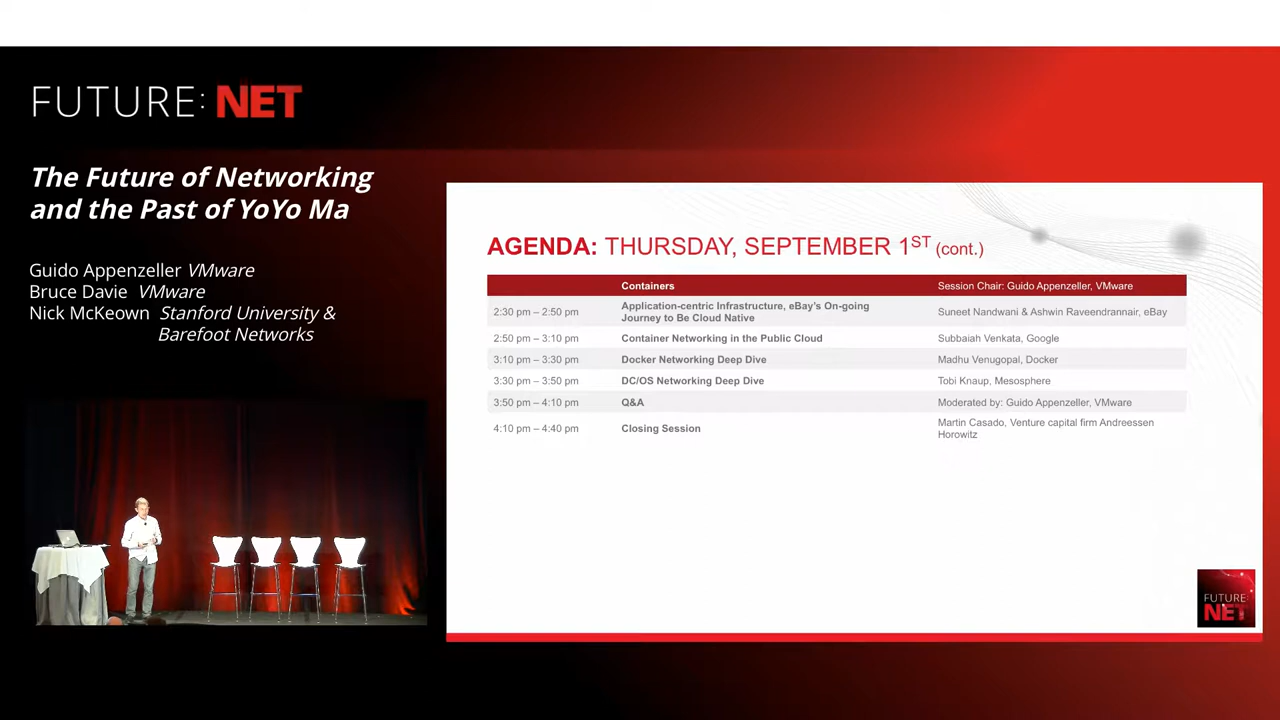 FUTURE: NET
The Future of Networking
and the Past of YoYo Ma
Guido Appenzeller VMware
Bruce Davie VMware
Nick McKeown Stanford University &
Barefoot Networks
AGENDA: THURSDAY, SEPTEMBER 1ST (cont.)
Containers Session Chair: Guido Appenzeller, VMware
2:30 pm – 2:50 pm Application-centric Infrastructure, eBay's On-going
Journey to Be Cloud Native Suneet Nandwani & Ashwin Raveendrannair, eBay
2:50 pm – 3:10 pm Container Networking in the Public Cloud Subbaiah Venkata, Google
3:10 pm – 3:30 pm Docker Networking Deep Dive Madhu Venugopal, Docker
3:30 pm – 3:50 pm DC/OS Networking Deep Dive Tobi Knaup, Mesosphere
3:50 pm – 4:10 pm Q&A Moderated by: Guido Appenzeller, VMware
4:10 pm – 4:40 pm Closing Session Martin Casado, Venture capital firm Andreessen
Horowitz
FUTURE:
NET